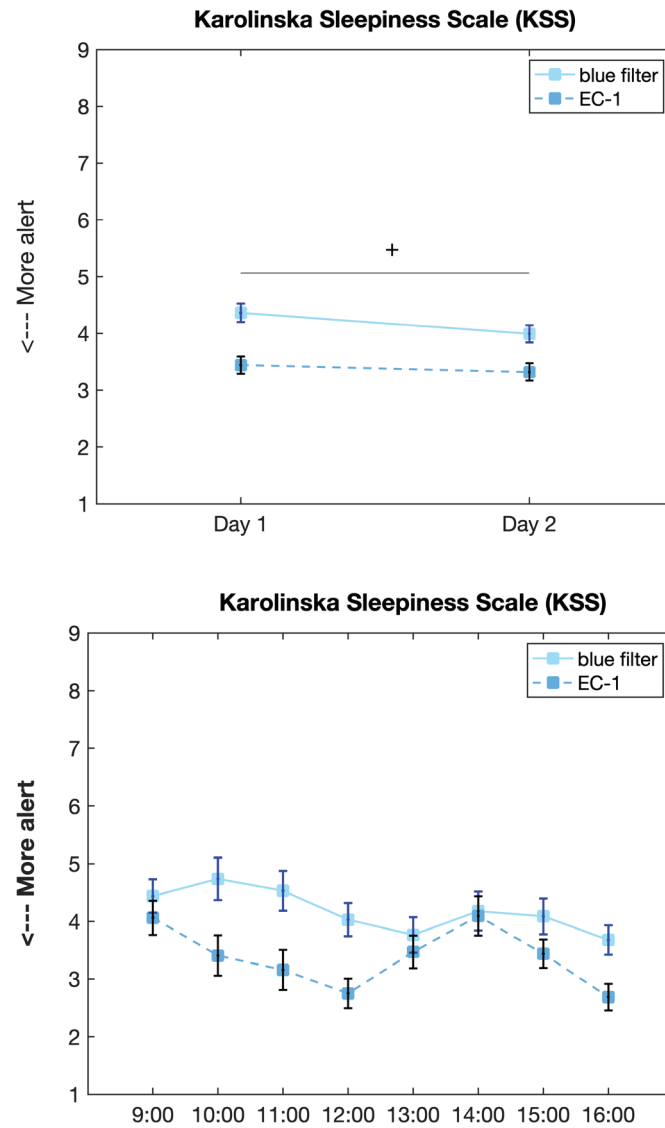 Karolinska Sleepiness Scale (KSS)
9
8
7
6
5
4
3
2
1
<--- More alert
blue filter
EC-1
+
Day 1 Day 2
Karolinska Sleepiness Scale (KSS)
9
8
7
6
5
4
3
2
1
<--- More alert
blue filter
EC-1
9:00 10:00 11:00 12:00 13:00 14:00 15:00 16:00